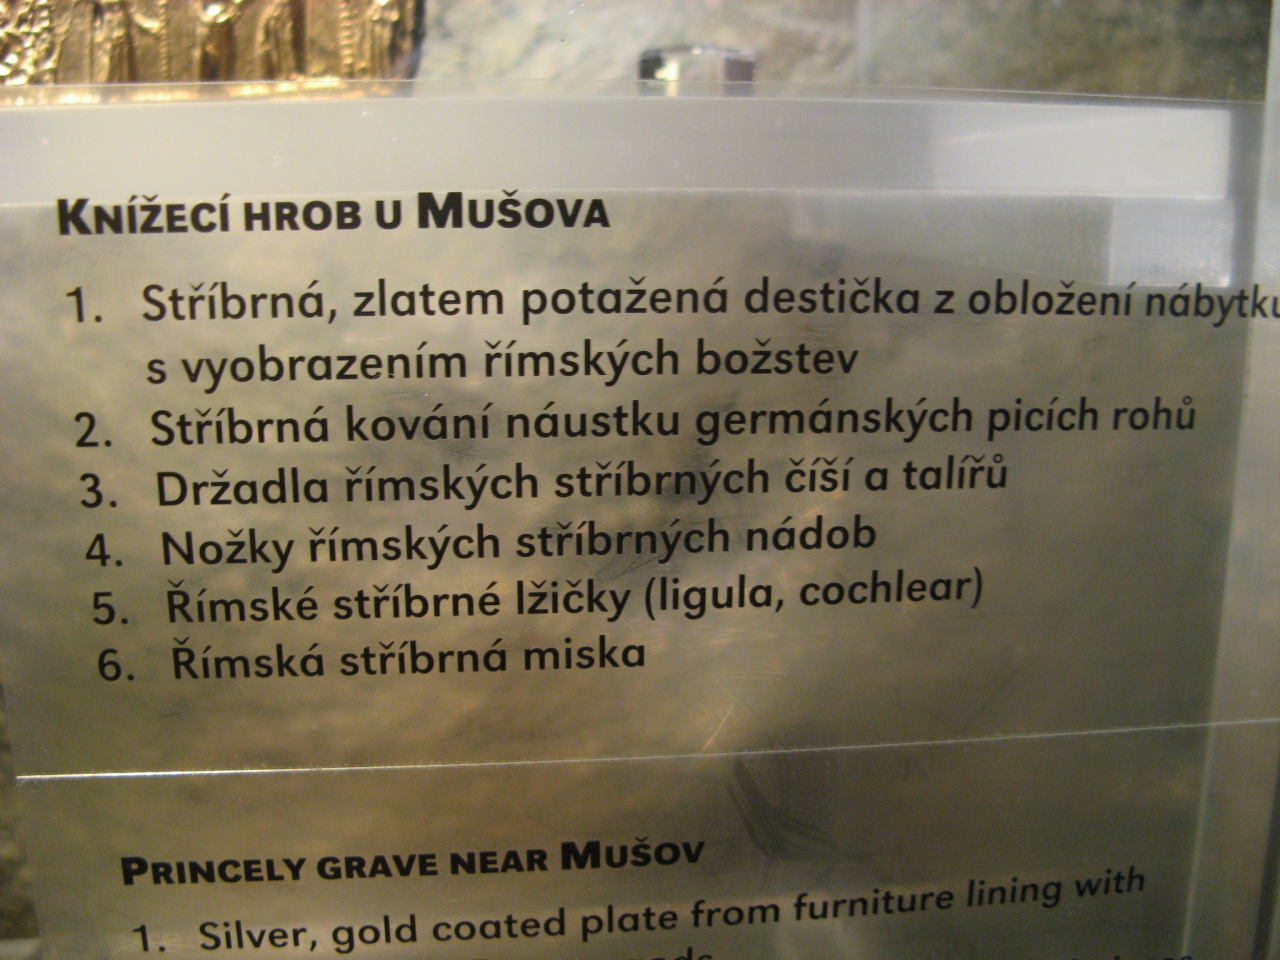 KNÍŽECÍ HROB U MUŠOVA
1. Stříbrná, zlatem potažená destička z obložení nábytku
s vyobrazením římských božstev
2. Stříbrná kování náustku germánských picích rohů
3. Držadla římských stříbrných číší a talířů
4. Nožky římských stříbrných nádob
5. Římské stříbrné lžičky (ligula, cochlear)
6. Římská stříbrná miska
PRINCELY GRAVE NEAR MUŠOV
1. Silver, gold coated plate from furniture lining with